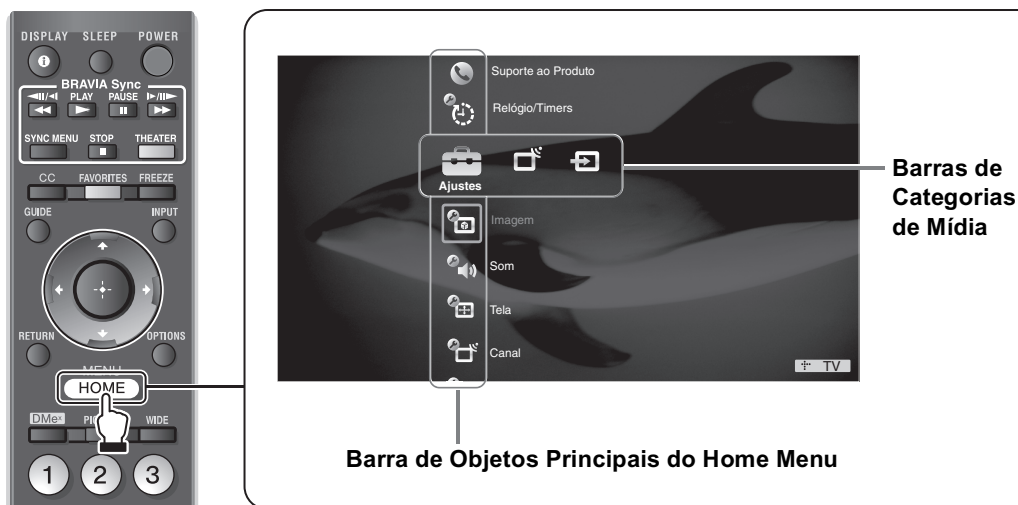 DISPLAY SLEEP POWER
BRAVIA Sync
PLAY PAUSE
SYNC MENU STOP THEATER
CC FAVORITES FREEZE
GUIDE INPUT
RETURN OPTIONS
MENU
HOME
DMex WIDE
1 2 3
Suporte ao Produto
Relógio/Timers
Ajustes
Imagem
Som
Tela
Canal
TV
Barras de
Categorias
de Mídia
Barra de Objetos Principais do Home Menu